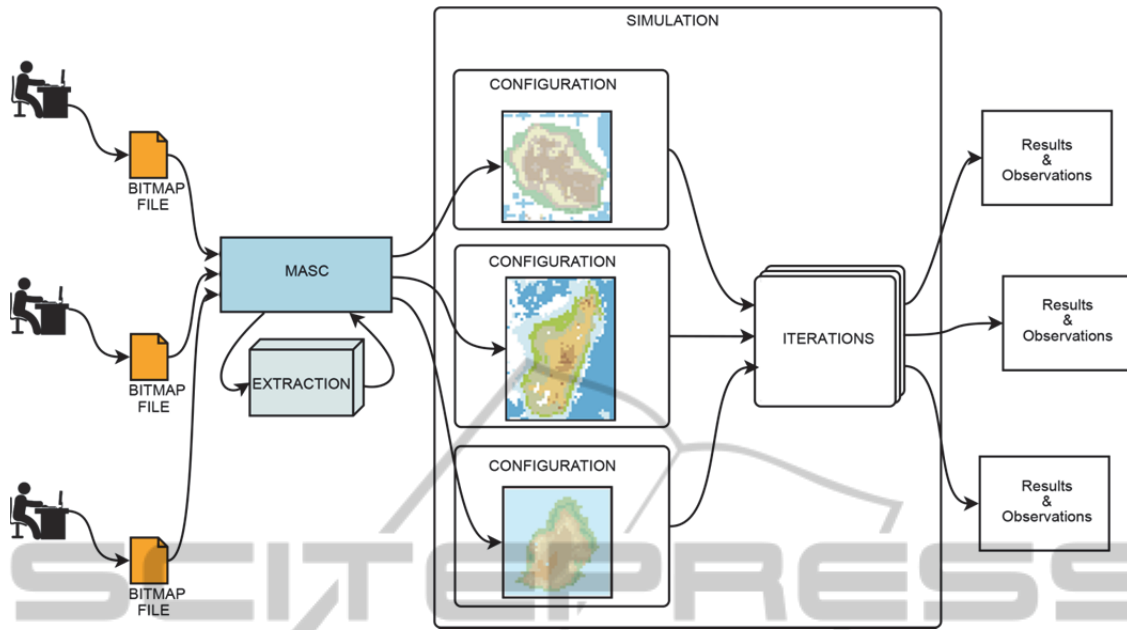 SIMULATION
CONFIGURATION
BITMAP
FILE
MASC
EXTRACTION
CONFIGURATION
BITMAP
FILE
ITERATIONS
CONFIGURATION
BITMAP
FILE
Results
&
Observations
Results
&
Observations
Results
&
Observations
SCITEPRESS